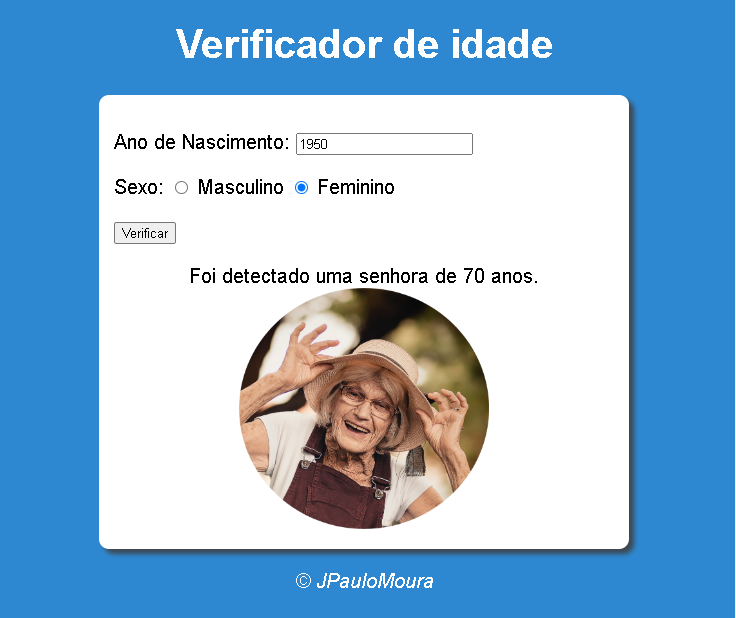 Verificador de idade
Ano de Nascimento: 1950
Sexo: Masculino Feminino
Verificar
Foi detectado uma senhora de 70 anos.
© JPauloMoura